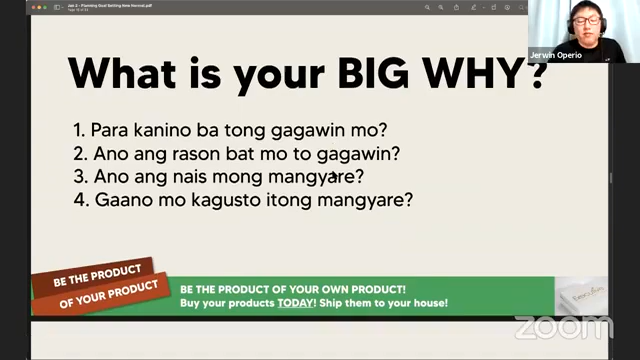 Jerwin Operio
What is your BIG WHY?
1. Para kanino ba tong gagawin mo?
2. Ano ang rason bat mo to gagawin?
3. Ano ang nais mong mangyare?
4. Gaano mo kagusto itong mangyare?
BE THE PRODUCT
OF YOUR PRODUCT
BE THE PRODUCT OF YOUR OWN PRODUCT!
Buy your products TODAY! Ship them to your house!
zoom